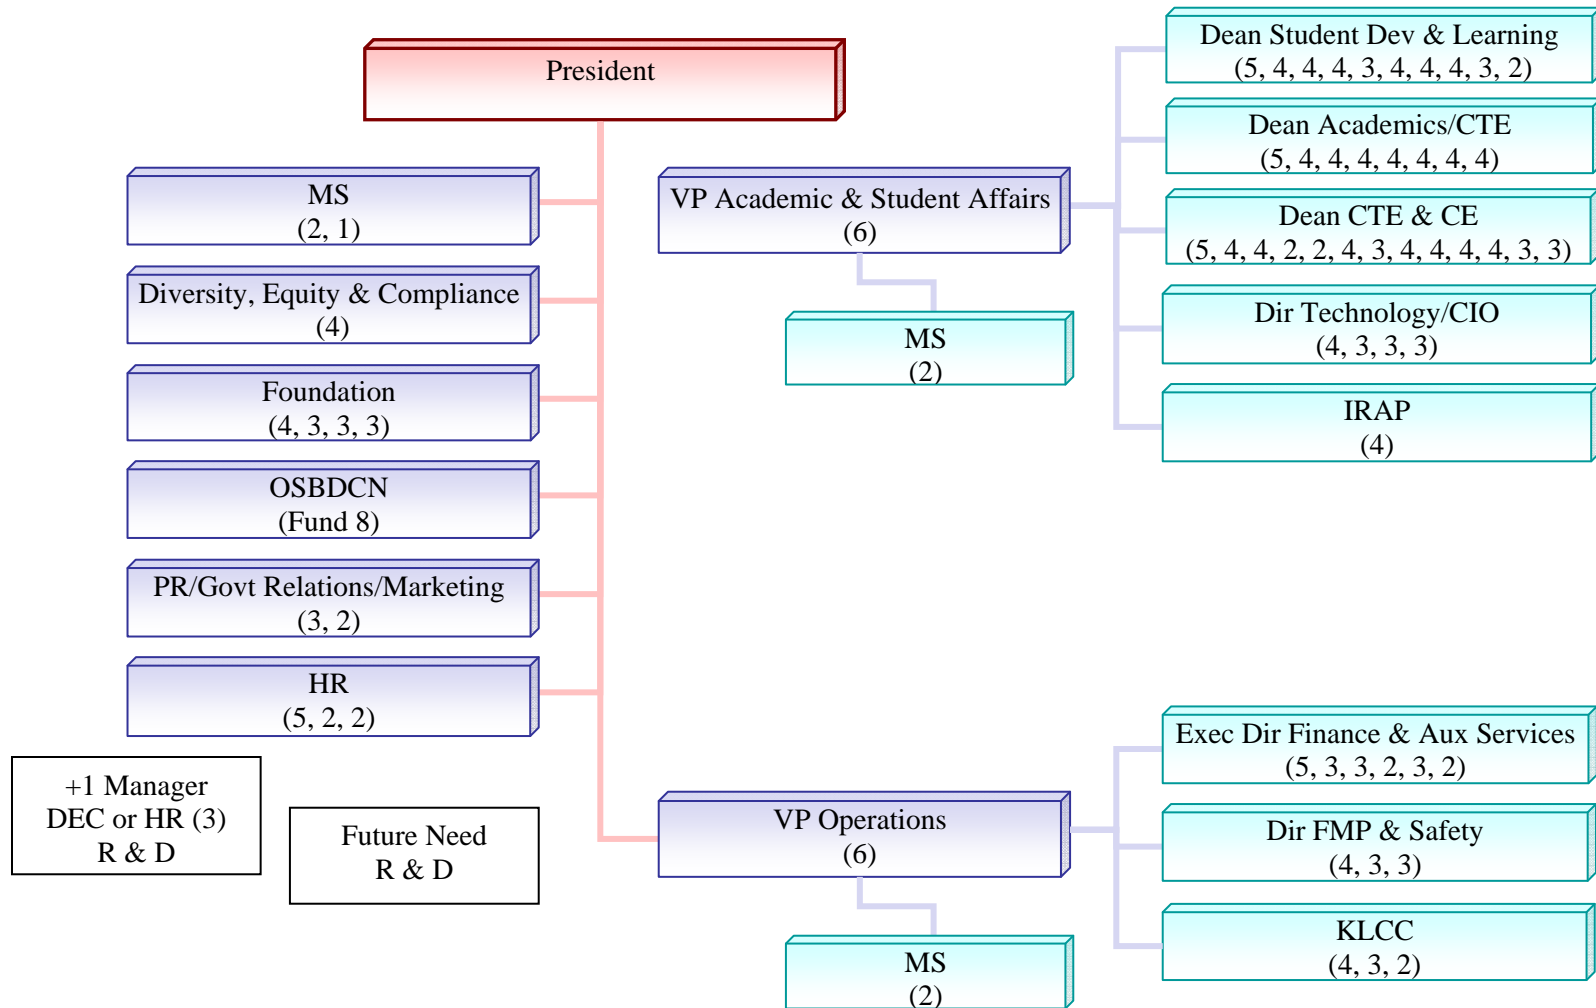 President
MS
(2, 1)
Diversity, Equity & Compliance
(4)
Foundation
(4, 3, 3, 3)
OSBDCN
(Fund 8)
PR/Govt Relations/Marketing
(3, 2)
HR
(5, 2, 2)
+1 Manager
DEC or HR (3)
R & D
Future Need
R & D
VP Academic & Student Affairs
(6)
MS
(2)
Dean Student Dev & Learning
(5, 4, 4, 4, 3, 4, 4, 4, 3, 2)
Dean Academics/CTE
(5, 4, 4, 4, 4, 4, 4, 4)
Dean CTE & CE
(5, 4, 4, 2, 2, 4, 3, 4, 4, 4, 4, 3, 3)
Dir Technology/CIO
(4, 3, 3, 3)
IRAP
(4)
VP Operations
(6)
MS
(2)
Exec Dir Finance & Aux Services
(5, 3, 3, 2, 3, 2)
Dir FMP & Safety
(4, 3, 3)
KLCC
(4, 3, 2)